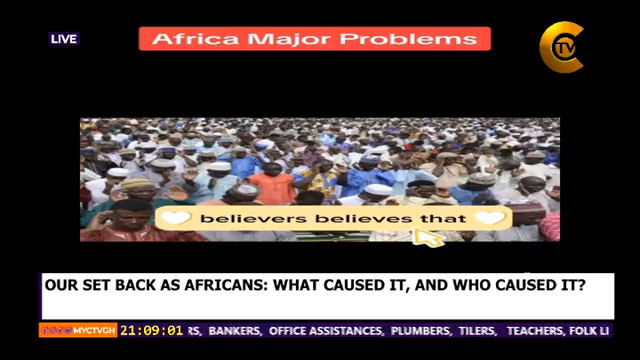 LIVE
Africa Major Problems
C TV
believers believes that
OUR SET BACK AS AFRICANS: WHAT CAUSED IT, AND WHO CAUSED IT?
MYCTVGH
21:09:01
RS, BANKERS, OFFICE ASSISTANCES, PLUMBERS, TILERS, TEACHERS, FOLK LI